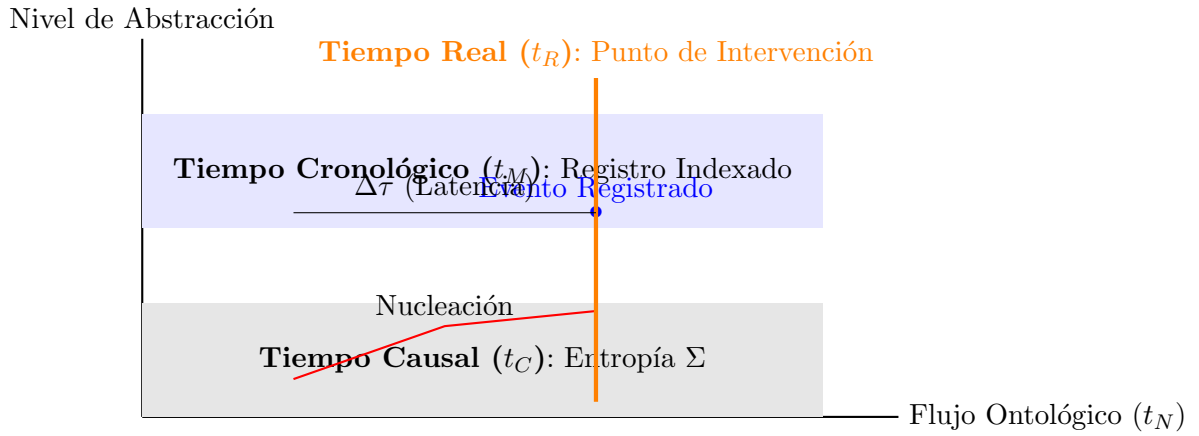 Nivel de Abstracción
Tiempo Real (t_R): Punto de Intervención
Tiempo Cronológico (t_M): Registro Indexado
Δτ (Latencia)
Evento Registrado
Nucleación
Tiempo Causal (t_C): Entropía Σ
Flujo Ontológico (t_N)